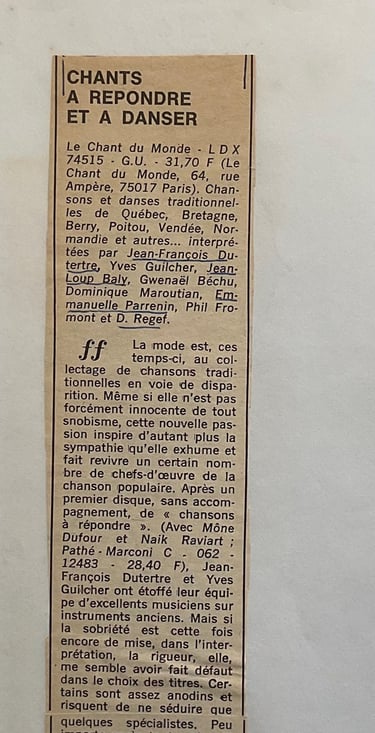 CHANTS
A REPONDRE
ET A DANSER
Le Chant du Monde - L D X
74515 - G.U. - 31,70 F (Le
Chant du Monde, 64, rue
Ampère, 75017 Paris). Chan-
sons et danses traditionnel-
les de Québec, Bretagne,
Berry, Poitou, Vendée, Nor-
mandie et autres... interpré-
tées par Jean-François Du-
tertre, Yves Guilcher, Jean-
Loup Baly, Gwenaël Béchu,
Dominique Maroutian, Em-
manuelle Parrenin, Phil Fro-
mont et D. Regef.
ff La mode est, ces
temps-ci, au col-
lectage de chansons tradi-
tionnelles en voie de dispa-
rition. Même si elle n'est pas
forcément innocente de tout
snobisme, cette nouvelle pas-
sion inspire d'autant plus la
sympathie qu'elle exhume et
fait revivre un certain nom-
bre de chefs-d'œuvre de la
chanson populaire. Après un
premier disque, sans accom-
pagnement, de « chansons
à répondre ». (Avec Mône
Dufour et Naik Raviart ;
Pathé-Marconi C - 062 -
12483 - 28,40 F), Jean-
François Dutertre et Yves
Guilcher ont étoffé leur équi-
pe d'excellents musiciens sur
instruments anciens. Mais si
la sobriété est cette fois
encore de mise, dans l'inter-
prétation, la rigueur, elle,
me semble avoir fait défaut
dans le choix des titres. Cer-
tains sont assez anodins et
risquent de ne séduire que
quelques spécialistes. Peu